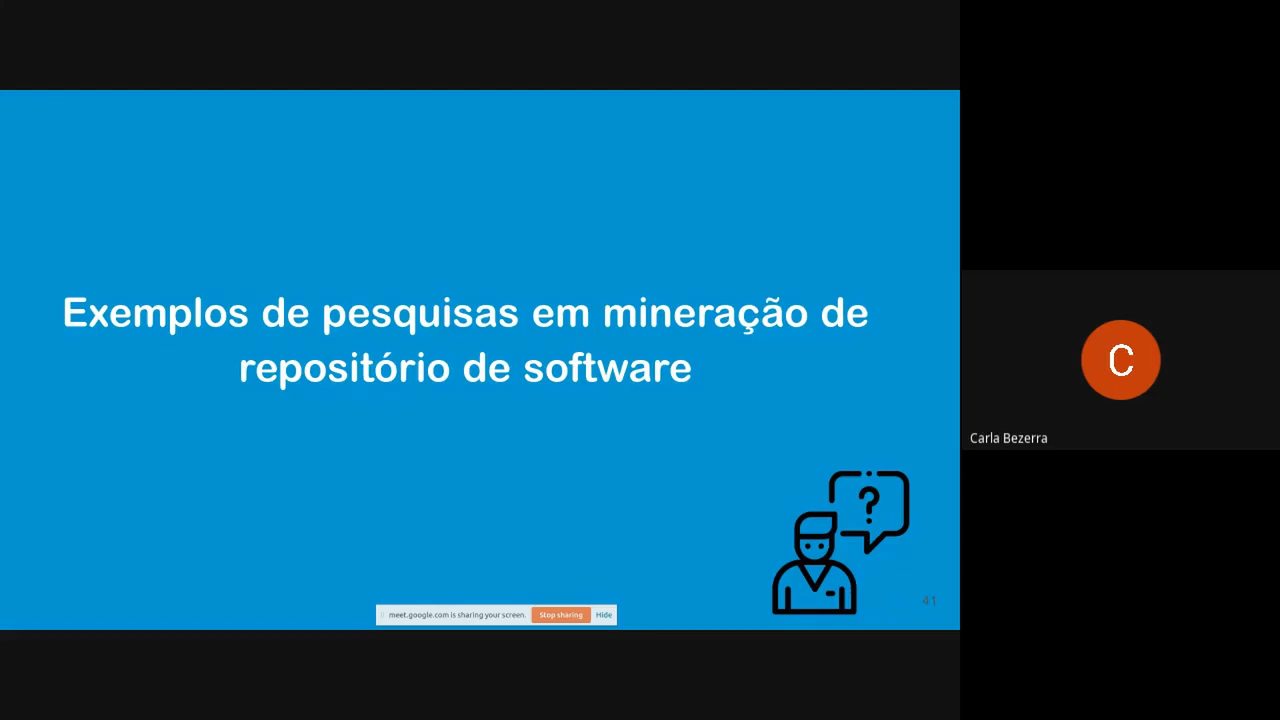 Exemplos de pesquisas em mineração de
repositório de software
?
C
Carla Bezerra
41
meet.google.com is sharing your screen. Stop sharing Hide